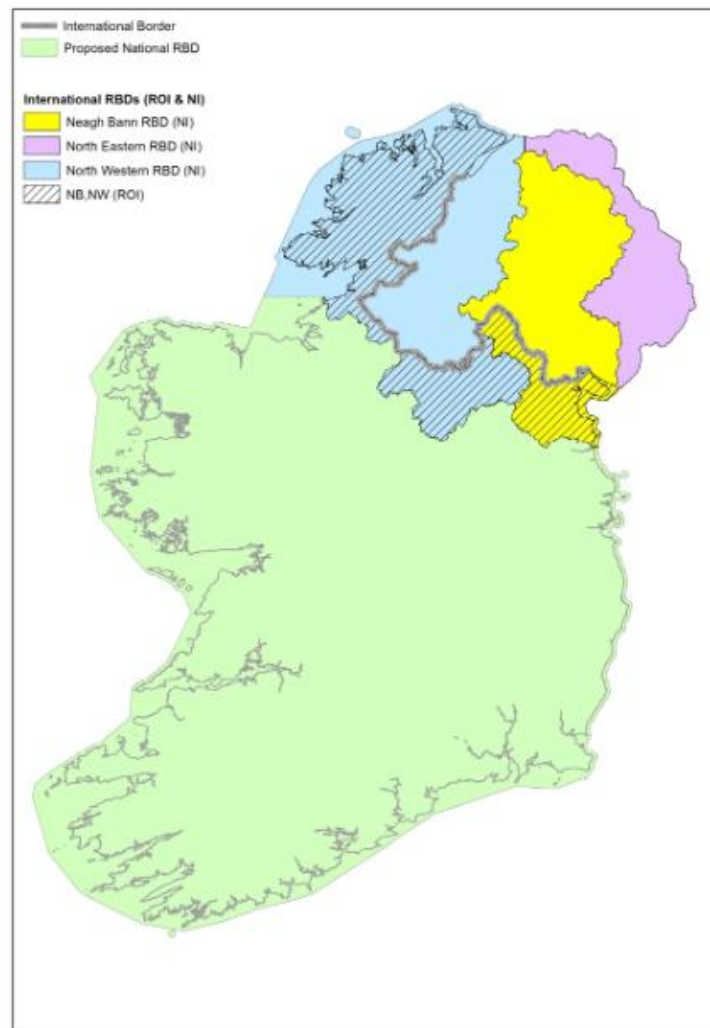 International Border
Proposed National RBD
International RBDs (ROI & NI)
Neagh Bann RBD (NI)
North Eastern RBD (NI)
North Western RBD (NI)
NB,NW (ROI)